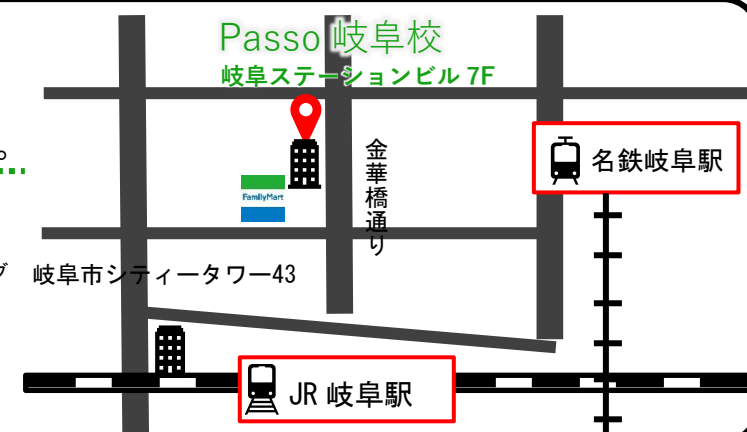 Passo 岐阜校
岐阜ステーションビル 7F
金華橋通り
名鉄岐阜駅
FamilyMart
岐阜市シティータワー43
JR 岐阜駅